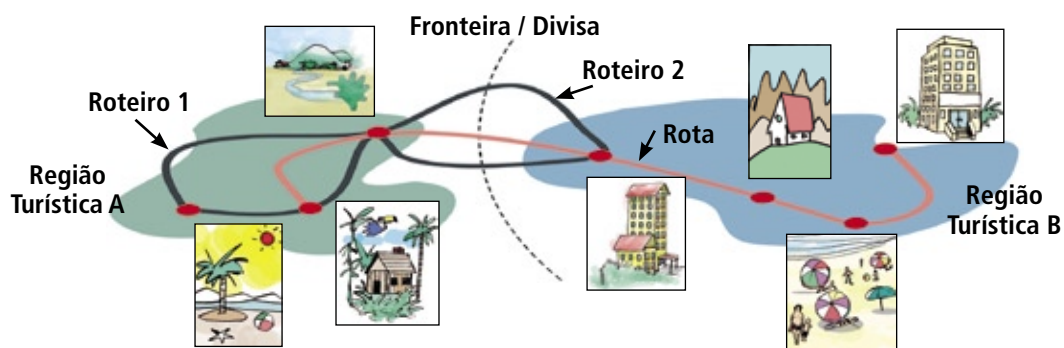 Fronteira / Divisa
Roteiro 2
Roteiro 1
Rota
Região
Turística A
Região
Turística B